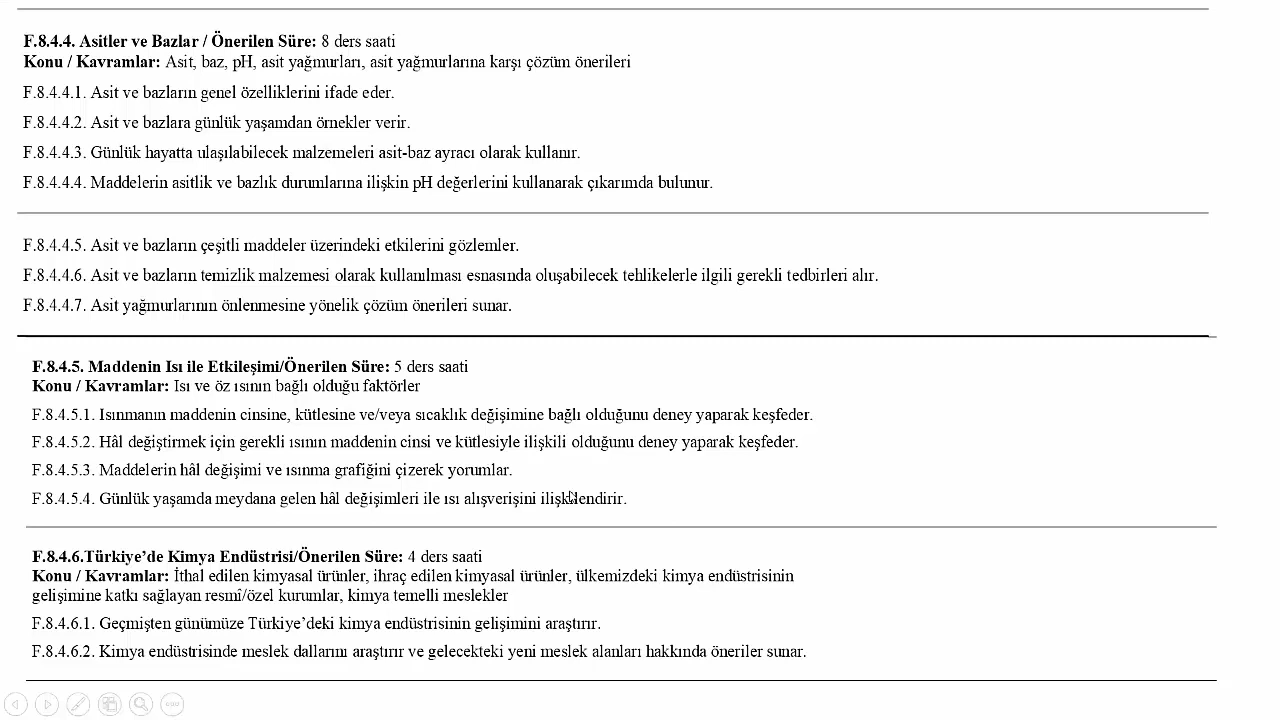 F.8.4.4. Asitler ve Bazlar / Önerilen Süre: 8 ders saati
Konu / Kavramlar: Asit, baz, pH, asit yağmurları, asit yağmurlarına karşı çözüm önerileri
F.8.4.4.1. Asit ve bazların genel özelliklerini ifade eder.
F.8.4.4.2. Asit ve bazlara günlük yaşamdan örnekler verir.
F.8.4.4.3. Günlük hayatta ulaşılabilecek malzemeleri asit-baz ayracı olarak kullanır.
F.8.4.4.4. Maddelerin asitlik ve bazlık durumlarına ilişkin pH değerlerini kullanarak çıkarımda bulunur.
F.8.4.4.5. Asit ve bazların çeşitli maddeler üzerindeki etkilerini gözlemler.
F.8.4.4.6. Asit ve bazların temizlik malzemesi olarak kullanılması esnasında oluşabilecek tehlikelerle ilgili gerekli tedbirleri alır.
F.8.4.4.7. Asit yağmurlarının önlenmesine yönelik çözüm önerileri sunar.
F.8.4.5. Maddenin Isı ile Etkileşimi/Önerilen Süre: 5 ders saati
Konu / Kavramlar: Isı ve öz ısının bağlı olduğu faktörler
F.8.4.5.1. Isınmanın maddenin cinsine, kütlesine ve/veya sıcaklık değişimine bağlı olduğunu deney yaparak keşfeder.
F.8.4.5.2. Hâl değiştirmek için gerekli ısının maddenin cinsi ve kütlesiyle ilişkili olduğunu deney yaparak keşfeder.
F.8.4.5.3. Maddelerin hâl değişimi ve ısınma grafiğini çizerek yorumlar.
F.8.4.5.4. Günlük yaşamda meydana gelen hâl değişimleri ile ısı alışverişini ilişkilendirir.
F.8.4.6.Türkiye’de Kimya Endüstrisi/Önerilen Süre: 4 ders saati
Konu / Kavramlar: İthal edilen kimyasal ürünler, ihraç edilen kimyasal ürünler, ülkemizdeki kimya endüstrisinin
gelişimine katkı sağlayan resmî/özel kurumlar, kimya temelli meslekler
F.8.4.6.1. Geçmişten günümüze Türkiye’deki kimya endüstrisinin gelişimini araştırır.
F.8.4.6.2. Kimya endüstrisinde meslek dallarını araştırır ve gelecekteki yeni meslek alanları hakkında öneriler sunar.